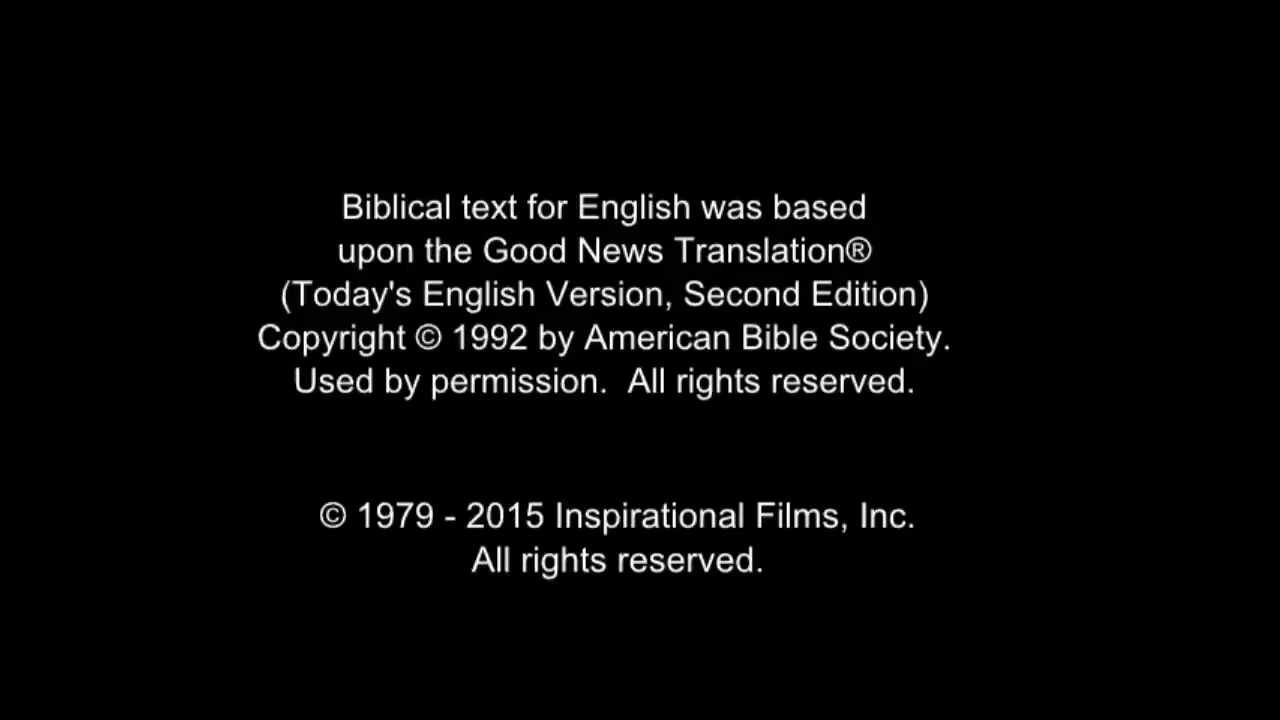 Biblical text for English was based
upon the Good News Translation®
(Today's English Version, Second Edition)
Copyright © 1992 by American Bible Society.
Used by permission.  All rights reserved.
© 1979 - 2015 Inspirational Films, Inc.
All rights reserved.